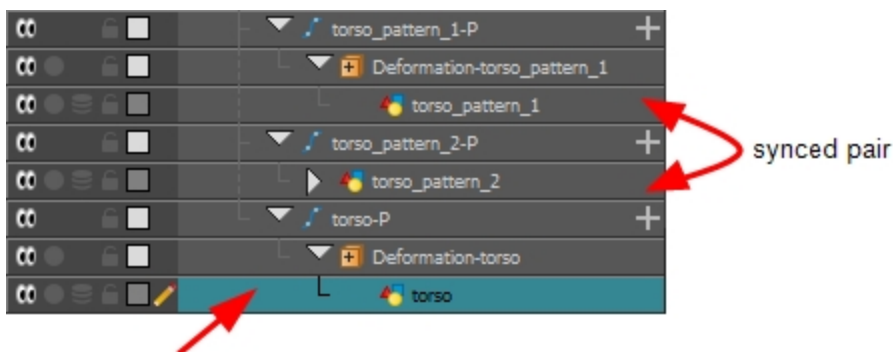 torso_pattern_1-P
Deformation-torso_pattern_1
torso_pattern_1
torso_pattern_2-P
synced pair
torso_pattern_2
torso-P
Deformation-torso
torso